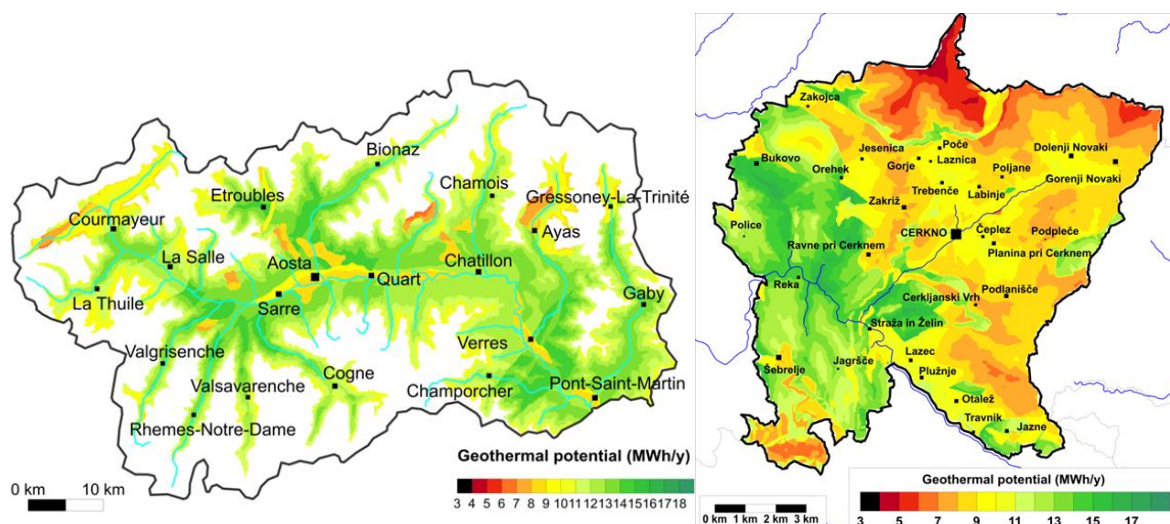 Bionaz
Etroubles
Chamois
Gressoney-La-Trinité
Courmayeur
Ayas
La Salle
Aosta
Quart
Chatillon
La Thuile
Sarre
Gaby
Verres
Valgrisenche
Cogne
Champorcher
Valsavarenche
Pont-Saint-Martin
Rhemes-Notre-Dame
Geothermal potential (MWh/y)
0 km 10 km
3 4 5 6 7 8 9 10 11 12 13 14 15 16 17 18
Zakojca
Poče
Dolenji Novaki
Jesenica
Gorje
Laznica
Bukovo
Orehek
Poljane
Gorenji Novaki
Trebenče
Labinje
Zakriž
Police
CERKNO
Čeplez
Podpleče
Ravne pri Cerknem
Planina pri Cerknem
Reka
Podlanišče
Cerkljanski Vrh
Straža in Želin
Lazec
Šebrelje
Jagršče
Plužnje
Otalež
Travnik
Jazne
Geothermal potential (MWh/y)
0 km 1 km 2 km 3 km
3 5 7 9 11 13 15 17